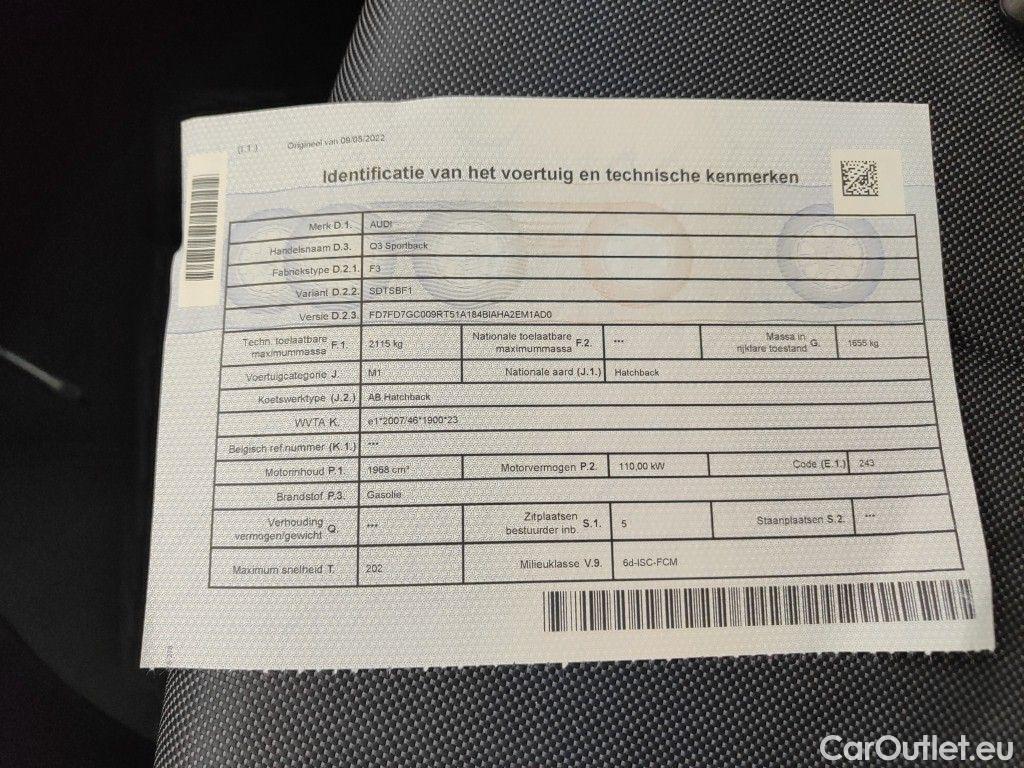 (I.1.) Origineel van 09/05/2022
Identificatie van het voertuig en technische kenmerken
Merk D.1. AUDI
Handelsnaam D.3. Q3 Sportback
Fabriekstype D.2.1. F3
Variant D.2.2. SDTSBF1
Versie D.2.3. FD7FD7GC009RT51A184BIAHA2EM1AD0
Techn. toelaatbare maximummassa F.1. 2115 kg Nationale toelaatbare maximummassa F.2. *** Massa in rijklare toestand G. 1655 kg
Voertuigcategorie J. M1 Nationale aard (J.1.) Hatchback
Koetswerktype (J.2.) AB Hatchback
WVTA K. e1*2007/46*1900*23
Belgisch ref.nummer (K.1.) ***
Motorinhoud P.1. 1968 cm³ Motorvermogen P.2. 110,00 kW Code (E.1.) 243
Brandstof P.3. Gasolie
Verhouding vermogen/gewicht Q. *** Zitplaatsen bestuurder inb. S.1. 5 Staanplaatsen S.2. ***
Maximum snelheid T. 202 Milieuklasse V.9. 6d-ISC-FCM
CarOutlet.eu